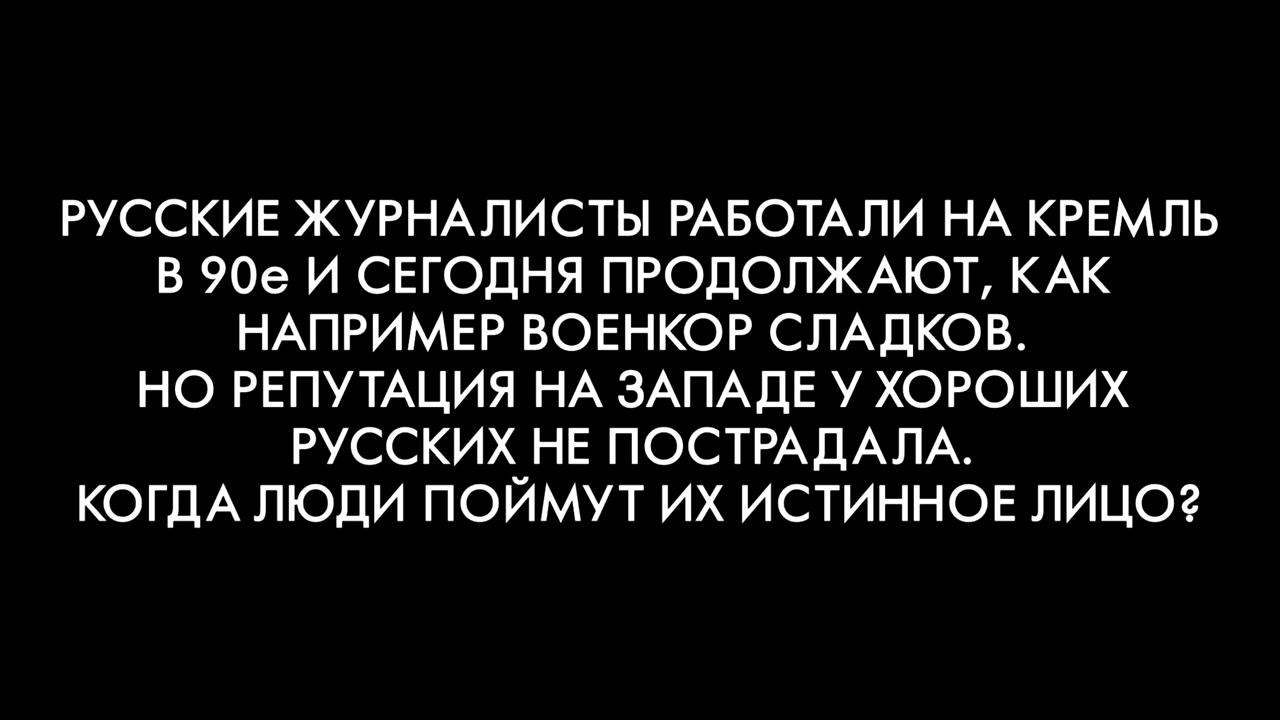 РУССКИЕ ЖУРНАЛИСТЫ РАБОТАЛИ НА КРЕМЛЬ
В 90е И СЕГОДНЯ ПРОДОЛЖАЮТ, КАК
НАПРИМЕР ВОЕНКОР СЛАДКОВ.
НО РЕПУТАЦИЯ НА ЗАПАДЕ У ХОРОШИХ
РУССКИХ НЕ ПОСТРАДАЛА.
КОГДА ЛЮДИ ПОЙМУТ ИХ ИСТИННОЕ ЛИЦО?